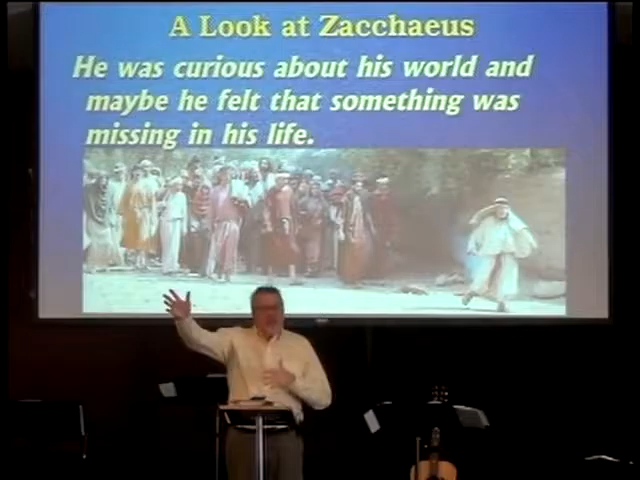 A Look at Zacchaeus
He was curious about his world and
maybe he felt that something was
missing in his life.